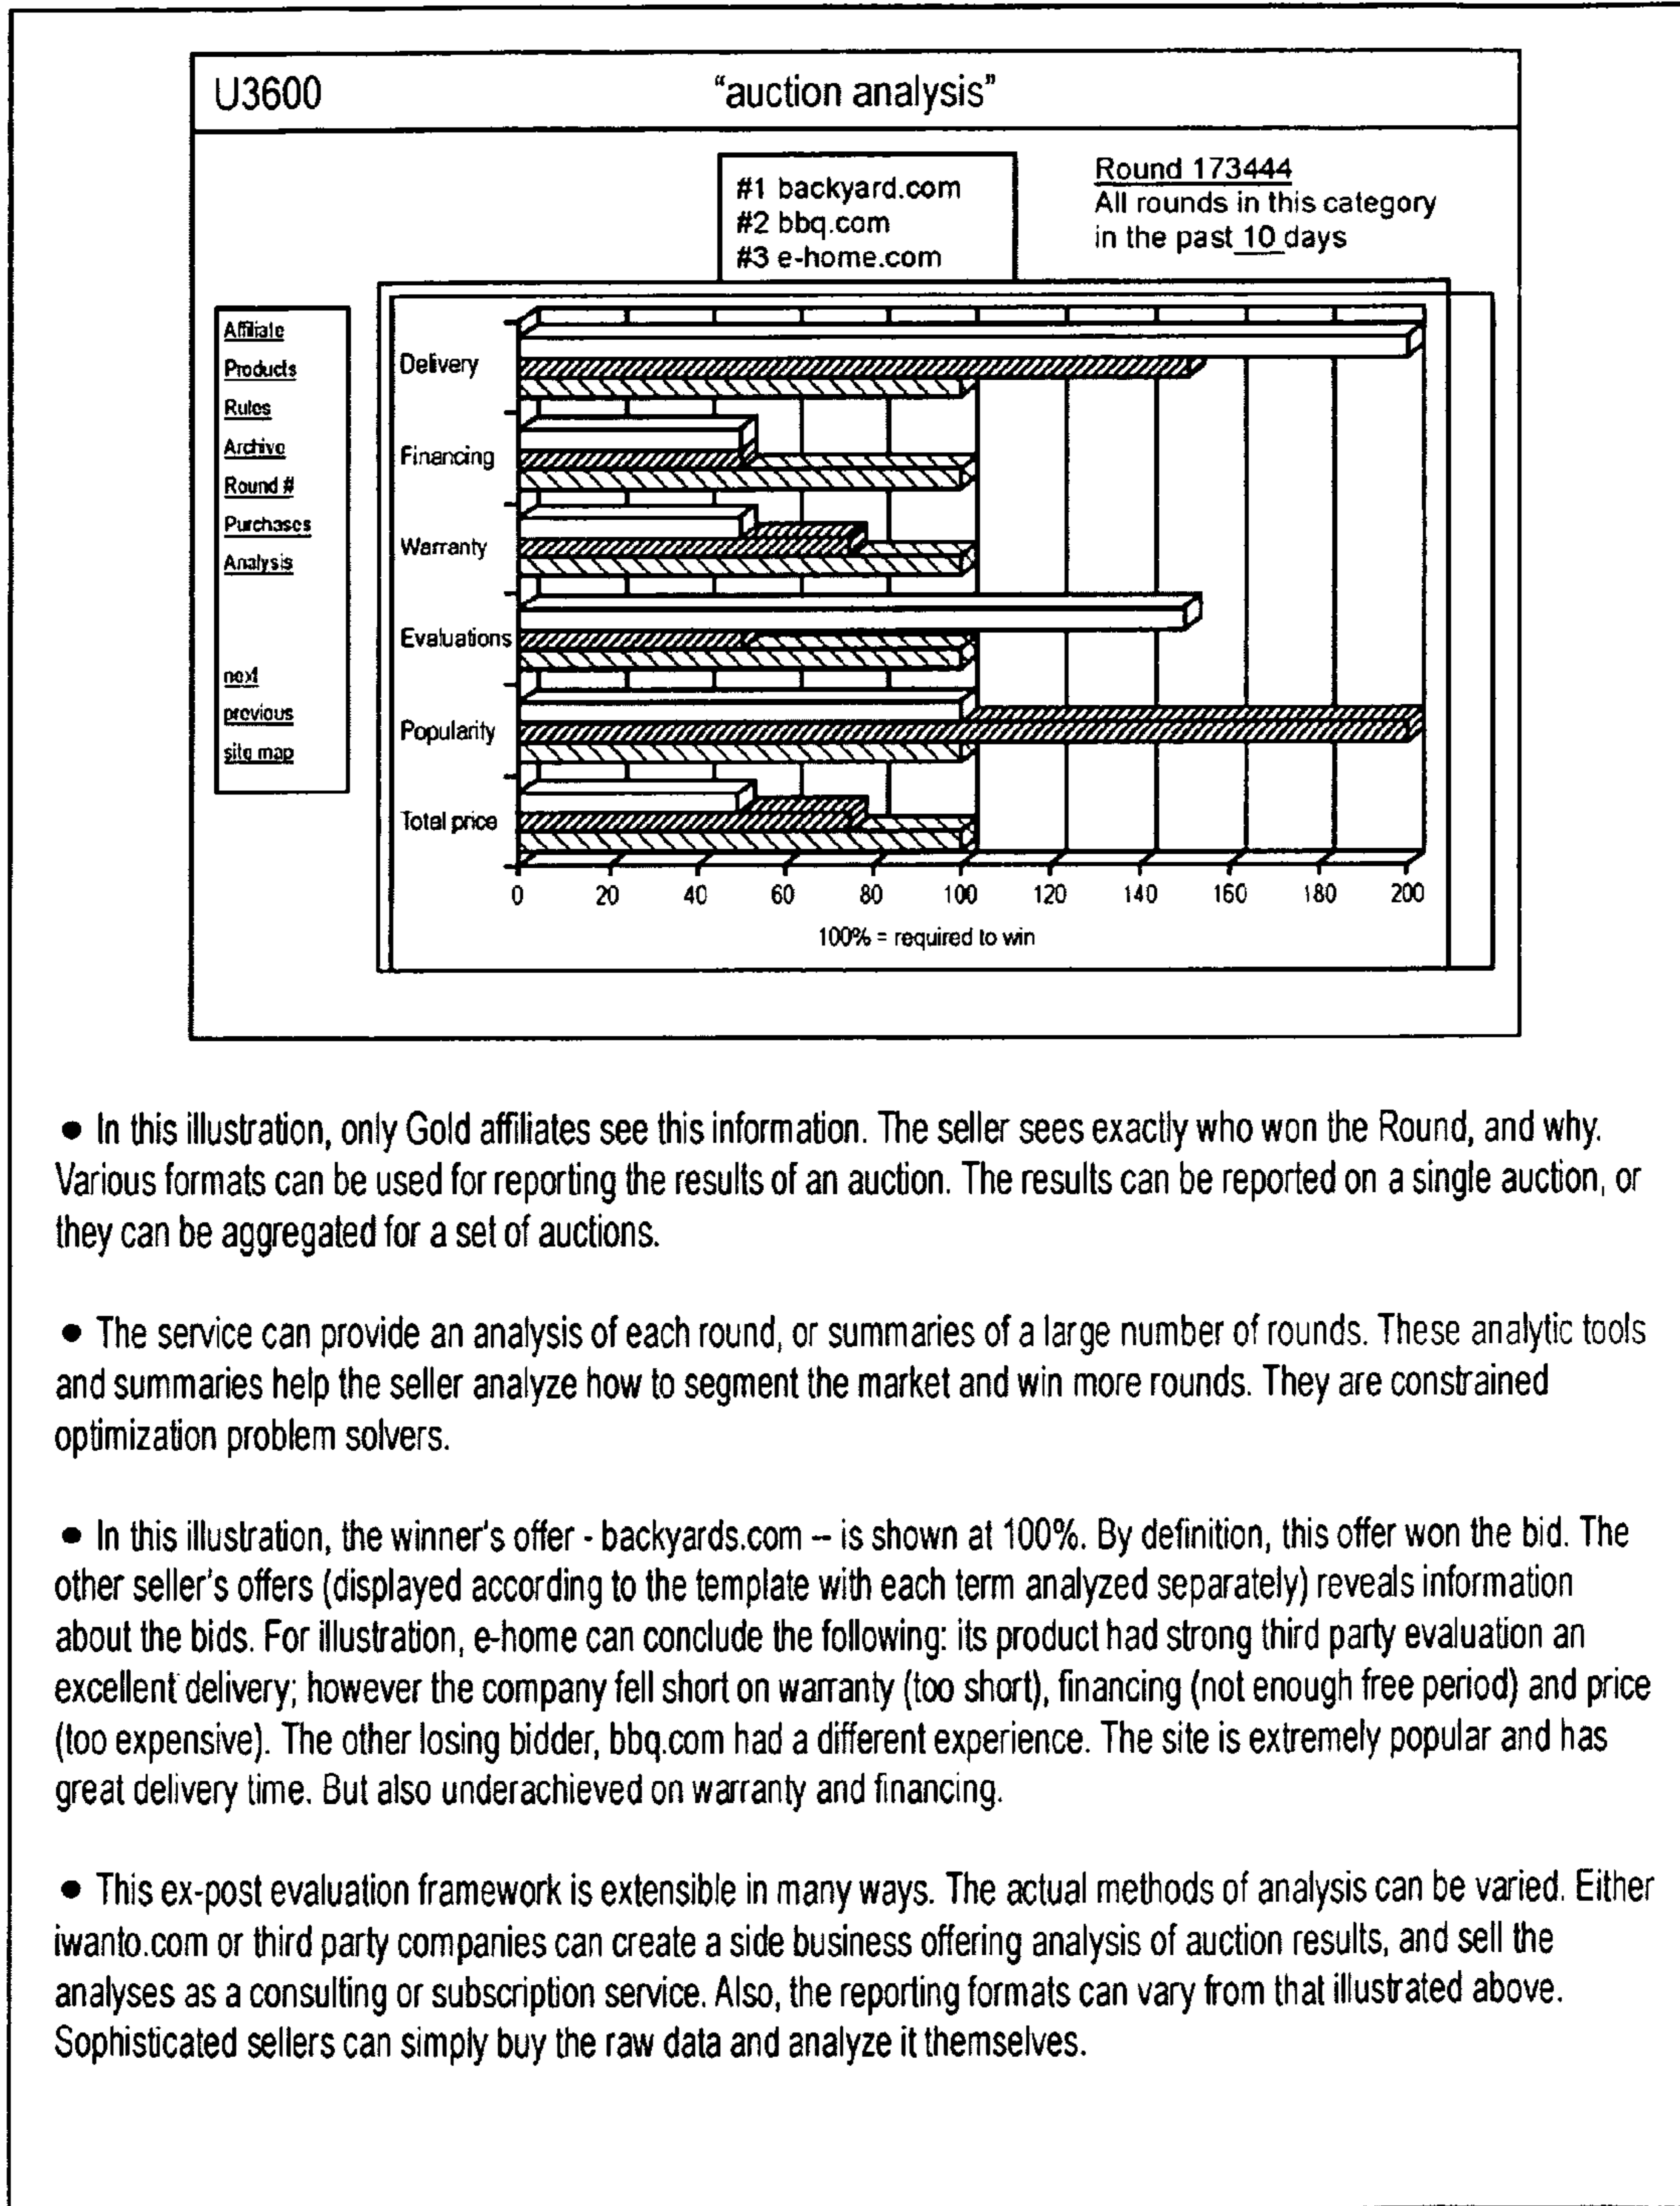 U3600
"auction analysis"
#1 backyard.com
#2 bbq.com
#3 e-home.com
Round 173444
All rounds in this category
in the past 10 days
Affiliate
Products
Rules
Archive
Round #
Purchases
Analysis
next
previous
site map
Delivery
Financing
Warranty
Evaluations
Popularity
Total price
0 20 40 60 80 100 120 140 160 180 200
100% = required to win
• In this illustration, only Gold affiliates see this information. The seller sees exactly who won the Round, and why.
Various formats can be used for reporting the results of an auction. The results can be reported on a single auction, or
they can be aggregated for a set of auctions.
• The service can provide an analysis of each round, or summaries of a large number of rounds. These analytic tools
and summaries help the seller analyze how to segment the market and win more rounds. They are constrained
optimization problem solvers.
• In this illustration, the winner's offer - backyards.com -- is shown at 100%. By definition, this offer won the bid. The
other seller's offers (displayed according to the template with each term analyzed separately) reveals information
about the bids. For illustration, e-home can conclude the following: its product had strong third party evaluation an
excellent delivery; however the company fell short on warranty (too short), financing (not enough free period) and price
(too expensive). The other losing bidder, bbq.com had a different experience. The site is extremely popular and has
great delivery time. But also underachieved on warranty and financing.
• This ex-post evaluation framework is extensible in many ways. The actual methods of analysis can be varied. Either
iwanto.com or third party companies can create a side business offering analysis of auction results, and sell the
analyses as a consulting or subscription service. Also, the reporting formats can vary from that illustrated above.
Sophisticated sellers can simply buy the raw data and analyze it themselves.